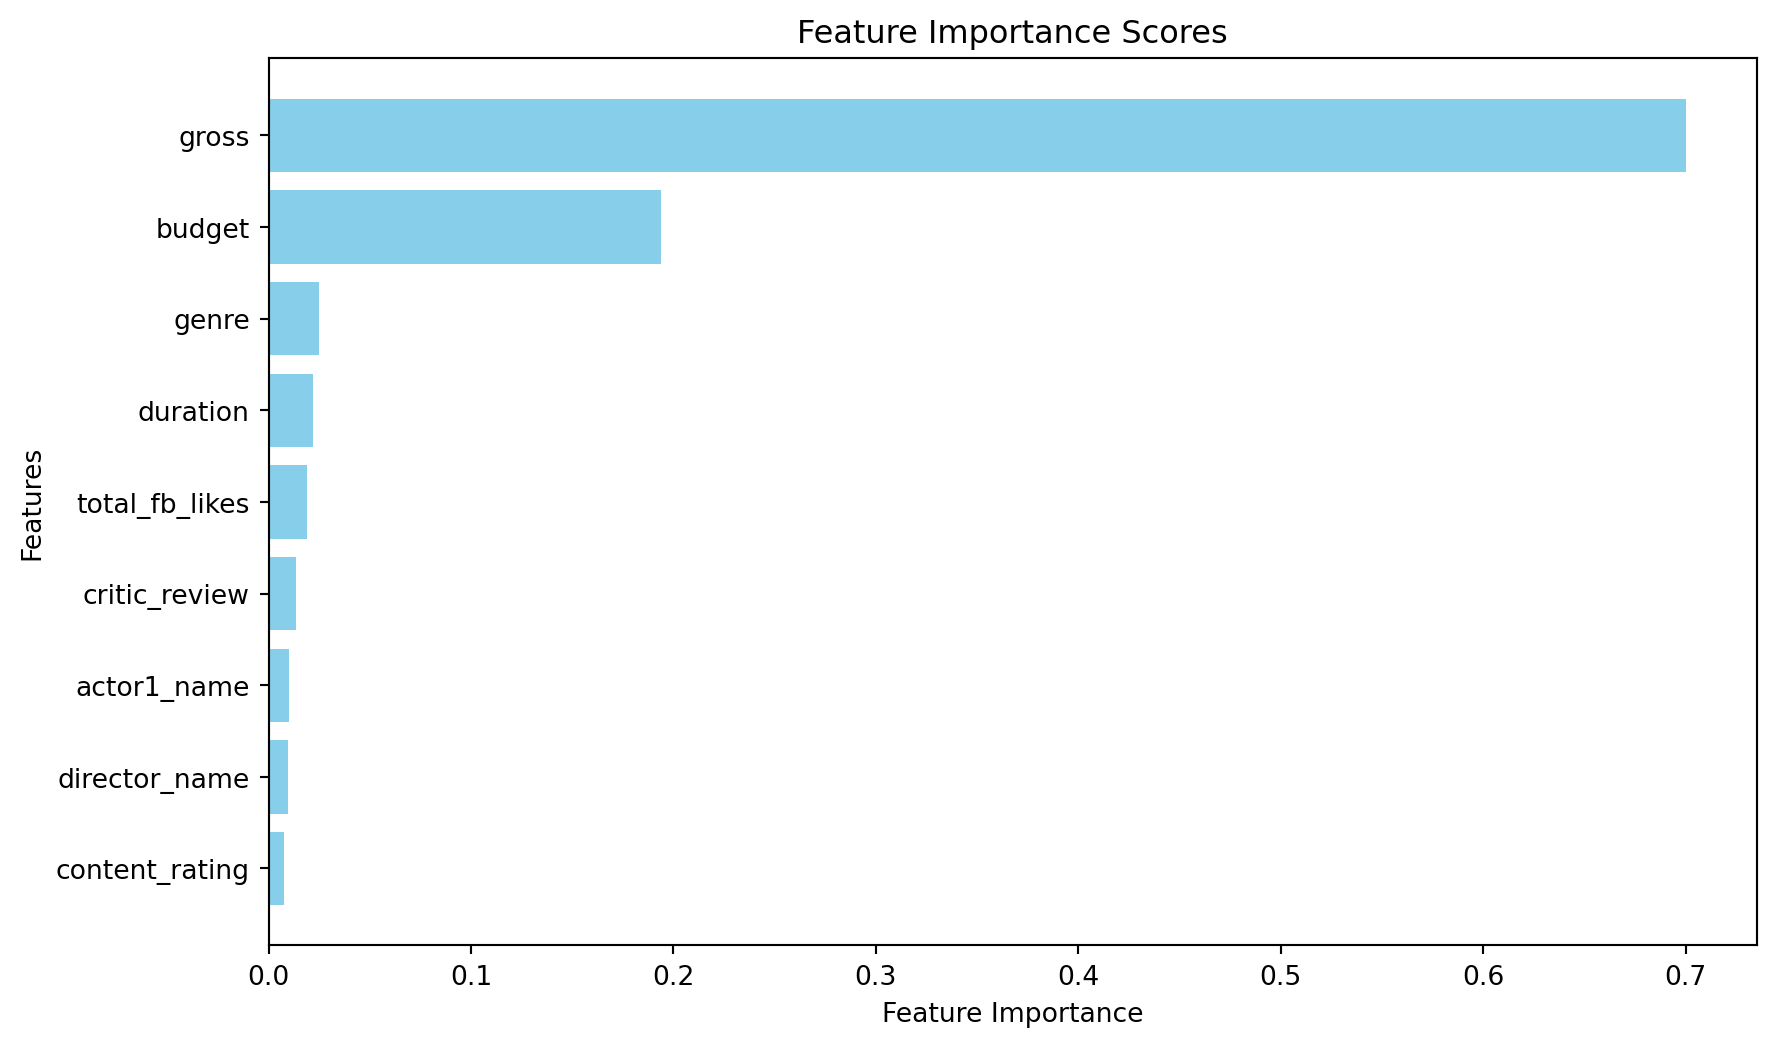 Feature Importance Scores
gross
budget
genre
duration
total_fb_likes
critic_review
actor1_name
director_name
content_rating
Features
0.0 0.1 0.2 0.3 0.4 0.5 0.6 0.7
Feature Importance